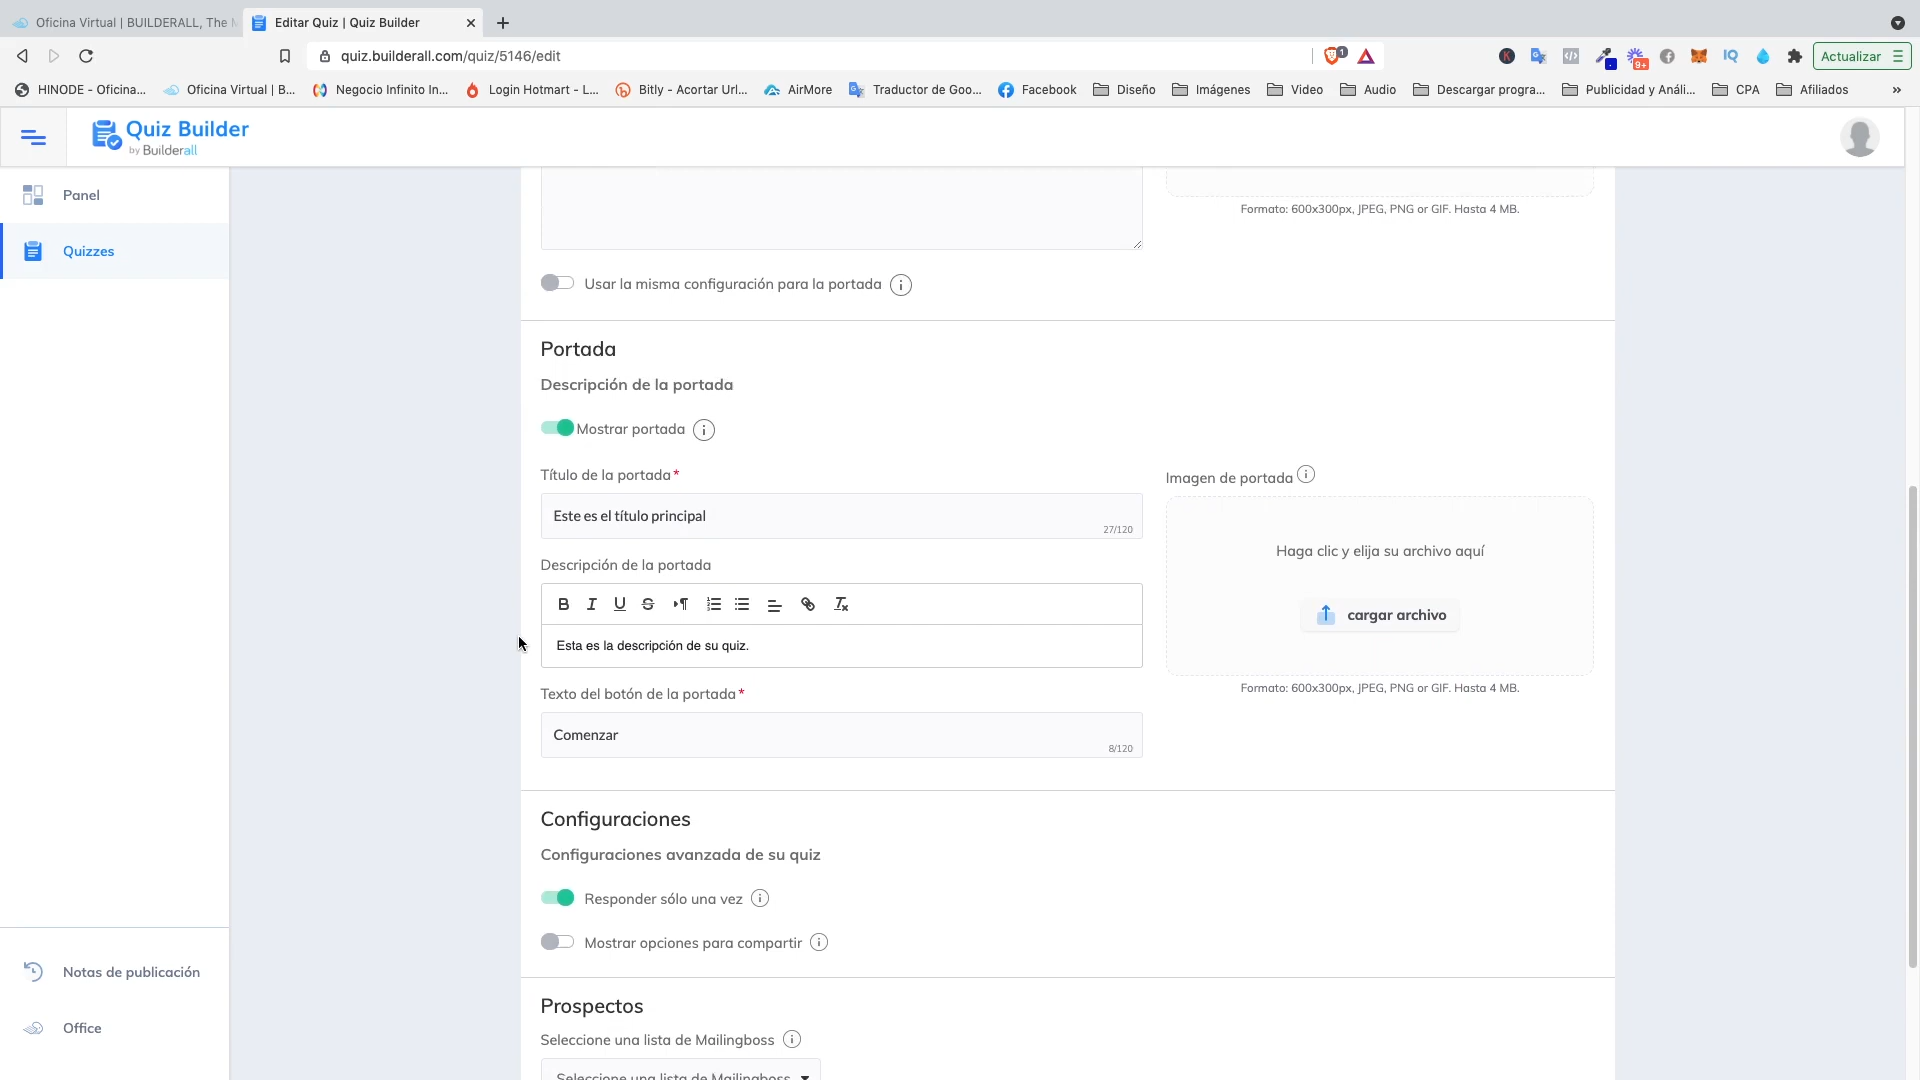 Oficina Virtual | BUILDERALL, The M
Editar Quiz | Quiz Builder
quiz.builderall.com/quiz/5146/edit
1
9+
IQ
Actualizar
HINODE - Oficina...
Oficina Virtual | B...
Negocio Infinito In...
Login Hotmart - L...
Bitly - Acortar Url...
AirMore
Traductor de Goo...
Facebook
Diseño
Imágenes
Video
Audio
Descargar progra...
Publicidad y Análi...
CPA
Afiliados
»
Quiz Builder
by Builderall
Panel
Quizzes
Formato: 600x300px, JPEG, PNG or GIF. Hasta 4 MB.
Usar la misma configuración para la portada
Portada
Descripción de la portada
Mostrar portada
Título de la portada*
Imagen de portada
Este es el título principal
27/120
Haga clic y elija su archivo aquí
Descripción de la portada
B I U S
cargar archivo
Esta es la descripción de su quiz.
Formato: 600x300px, JPEG, PNG or GIF. Hasta 4 MB.
Texto del botón de la portada*
Comenzar
8/120
Configuraciones
Configuraciones avanzada de su quiz
Responder sólo una vez
Mostrar opciones para compartir
Notas de publicación
Prospectos
Office
Seleccione una lista de Mailingboss
Seleccione una lista de Mailingboss